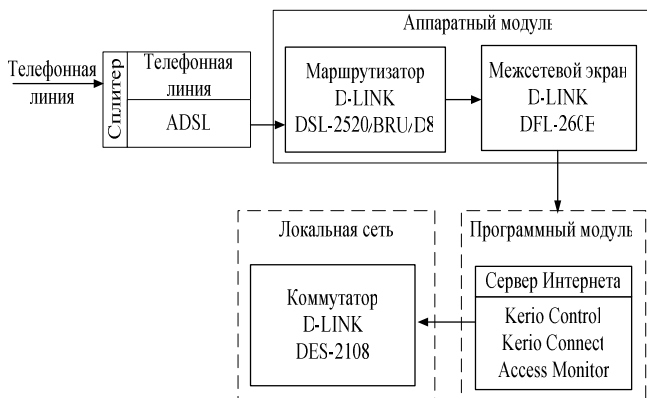 Аппаратный модуль
Телефонная
линия
Сплитер
Телефонная
линия
ADSL
Маршрутизатор
D-LINK
DSL-2520/BRU/D8
Межсетевой экран
D-LINK
DFL-260E
Локальная сеть
Коммутатор
D-LINK
DES-2108
Программный модуль
Сервер Интернета
Kerio Control
Kerio Connect
Access Monitor